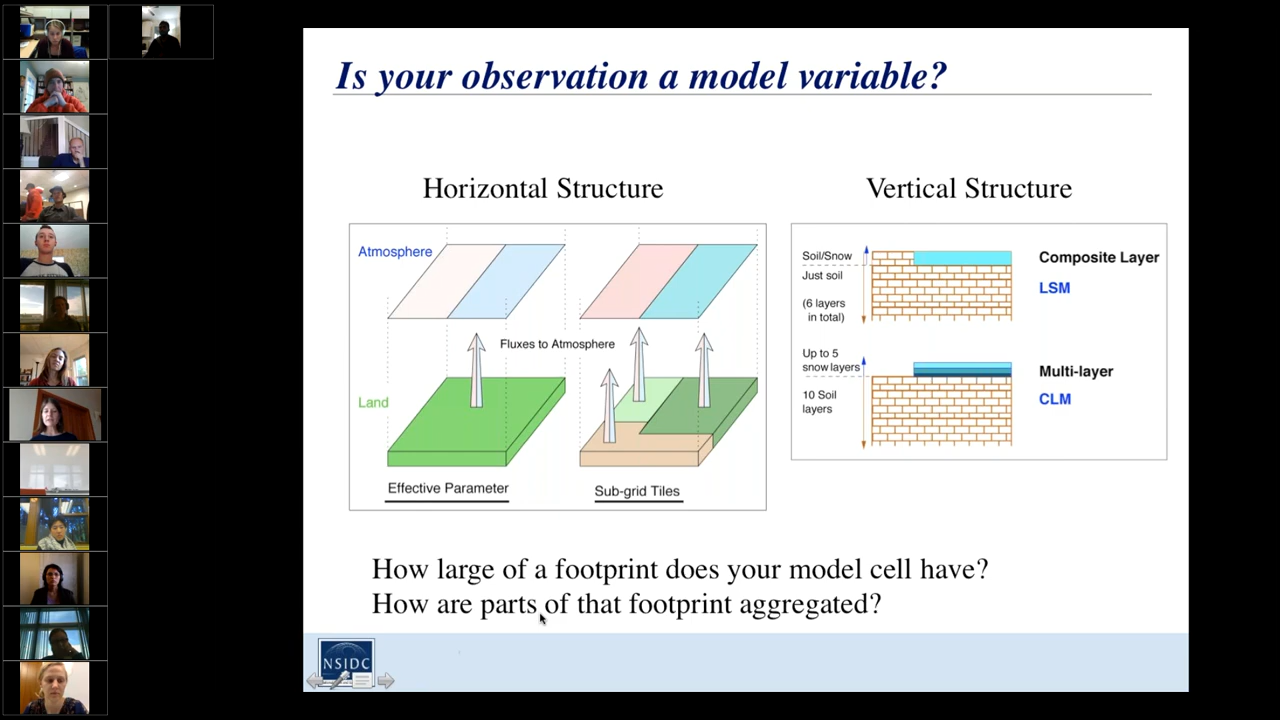 Is your observation a model variable?
Horizontal Structure
Vertical Structure
Atmosphere
Fluxes to Atmosphere
Land
Effective Parameter
Sub-grid Tiles
Soil/Snow
Just soil
(6 layers
in total)
Composite Layer
LSM
Up to 5
snow layers
10 Soil
layers
Multi-layer
CLM
How large of a footprint does your model cell have?
How are parts of that footprint aggregated?
NSIDC